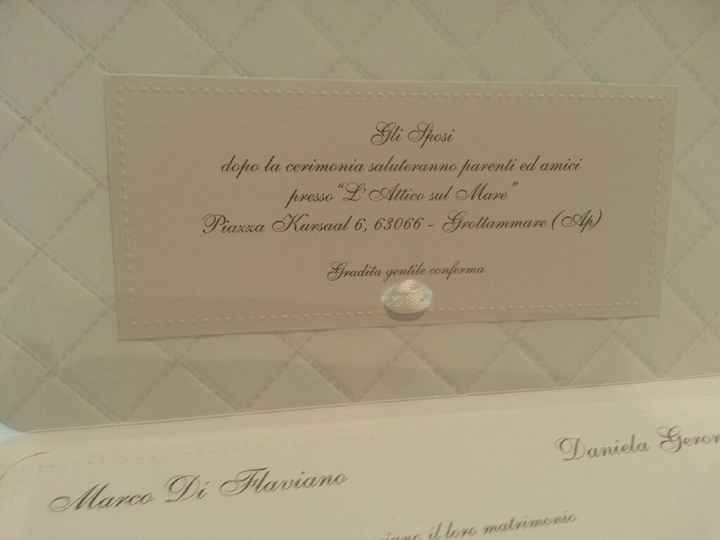 Gli Sposi
dopo la cerimonia saluteranno parenti ed amici
presso "L'Attico sul Mare"
Piazza Kursaal 6, 63066 - Grottammare (Ap)
Gradita gentile conferma
Marco Di Flaviano
Daniela
il loro matrimonio